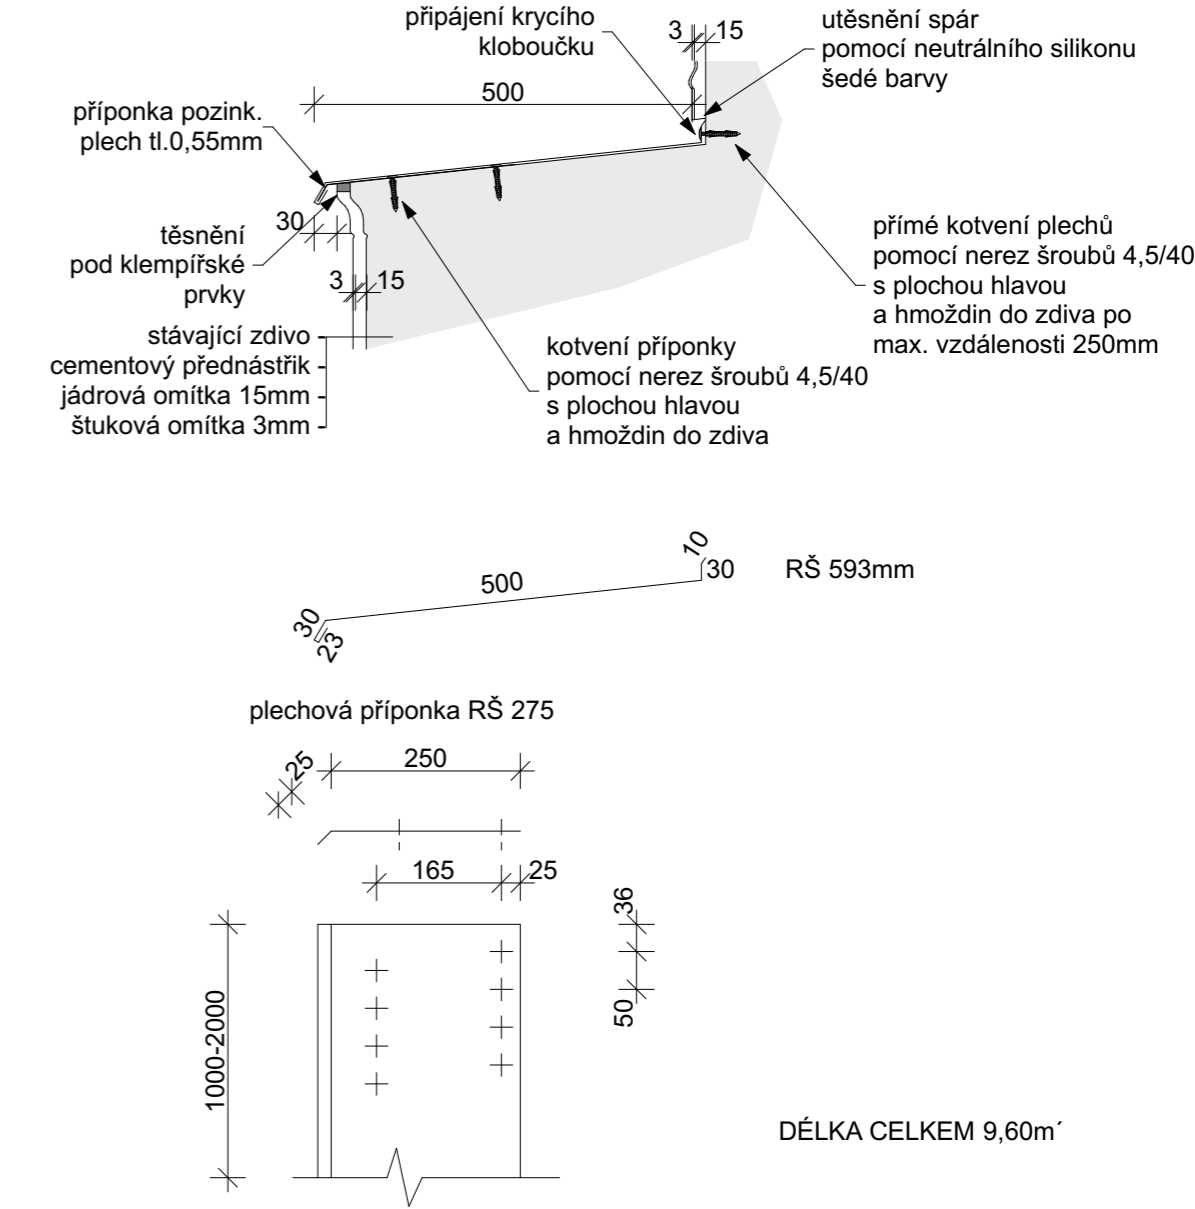 připájení krycího
kloboučku
3
15
utěsnění spár
pomocí neutrálního silikonu
šedé barvy
500
příponka pozink.
plech tl.0,55mm
30
těsnění
pod klempířské
prvky
3
15
přímé kotvení plechů
pomocí nerez šroubů 4,5/40
s plochou hlavou
a hmoždin do zdiva po
max. vzdálenosti 250mm
stávající zdivo
cementový přednástřik
jádrová omítka 15mm
štuková omítka 3mm
kotvení příponky
pomocí nerez šroubů 4,5/40
s plochou hlavou
a hmoždin do zdiva
10
30
RŠ 593mm
500
30
23
plechová příponka RŠ 275
25
250
165
25
36
50
1000-2000
DÉLKA CELKEM 9,60m´